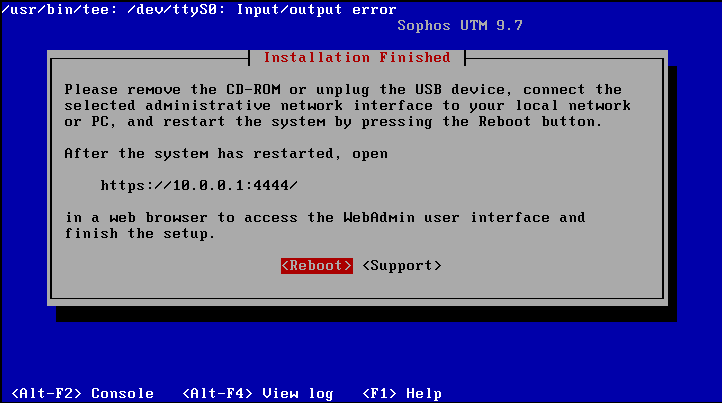 /usr/bin/tee: /dev/ttyS0: Input/output error
Sophos UTM 9.7
Installation Finished
Please remove the CD-ROM or unplug the USB device, connect the
selected administrative network interface to your local network
or PC, and restart the system by pressing the Reboot button.
After the system has restarted, open
https://10.0.0.1:4444/
in a web browser to access the WebAdmin user interface and
finish the setup.
<Reboot> <Support>
<Alt-F2> Console <Alt-F4> View log <F1> Help